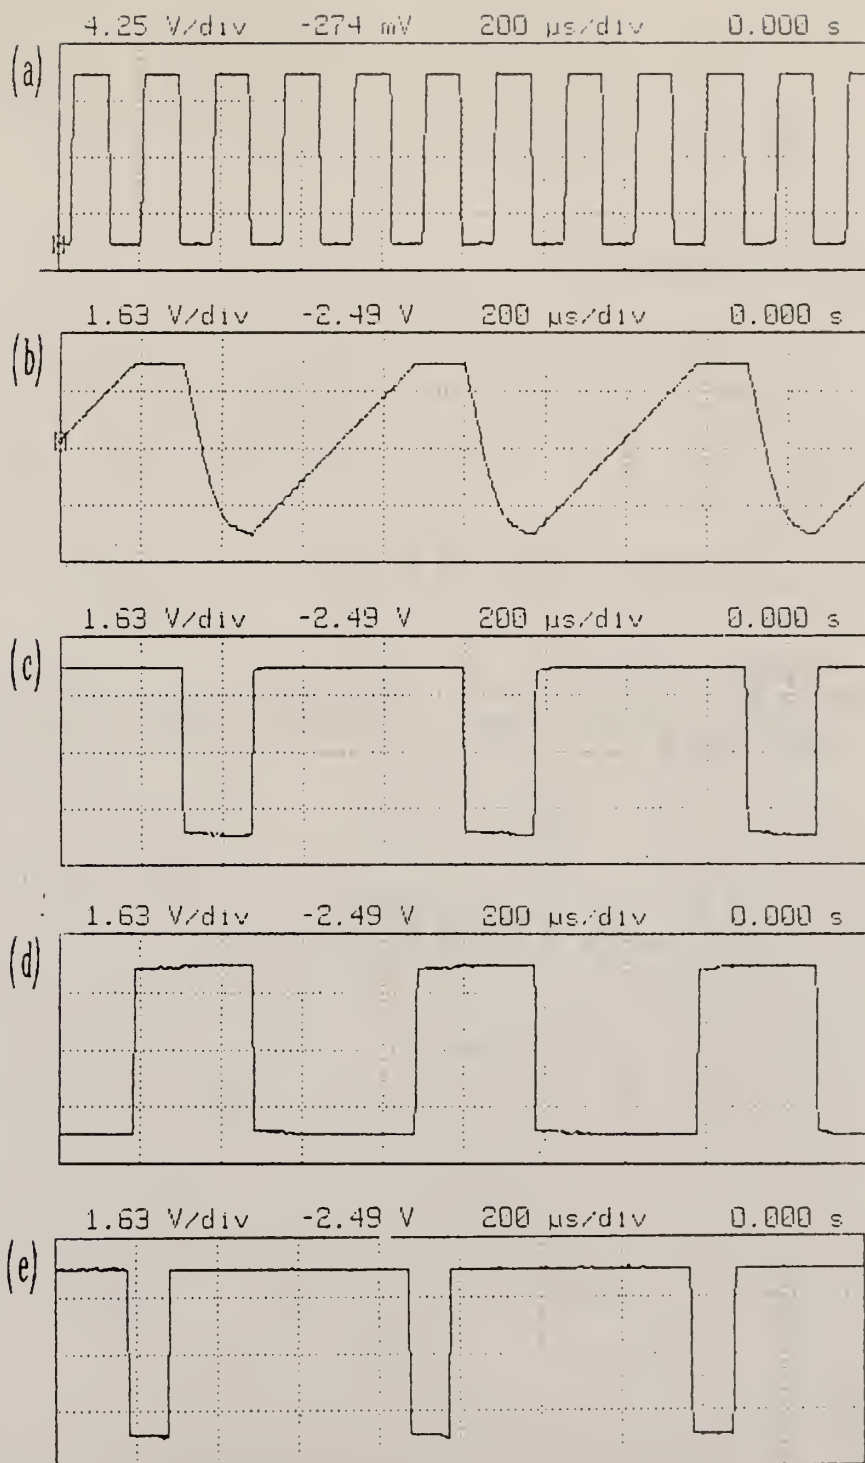 4.25 V/div -274 mV 200 µs/div 0.000 s
(a)
1.63 V/div -2.49 V 200 µs/div 0.000 s
(b)
1.63 V/div -2.49 V 200 µs/div 0.000 s
(c)
1.63 V/div -2.49 V 200 µs/div 0.000 s
(d)
1.63 V/div -2.49 V 200 µs/div 0.000 s
(e)